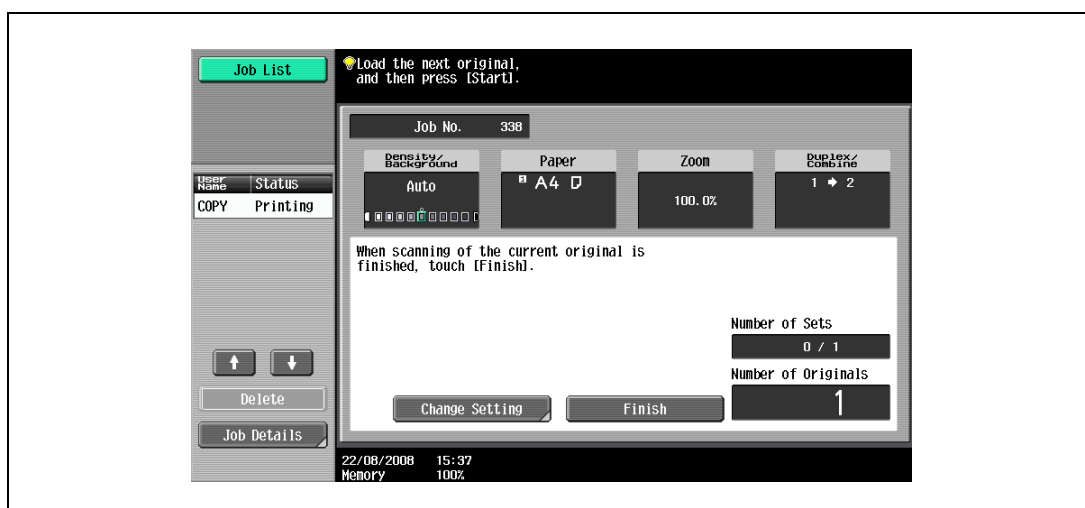 Job List
Load the next original,
and then press [Start].
Job No. 338
Density/
Background
Paper
Zoom
Duplex/
Combine
Auto
1 A4
100.0%
1 → 2
User
Name
Status
COPY Printing
When scanning of the current original is
finished, touch [Finish].
Number of Sets
0 / 1
Number of Originals
1
Change Setting
Finish
Delete
Job Details
22/08/2008 15:37
Memory 100%